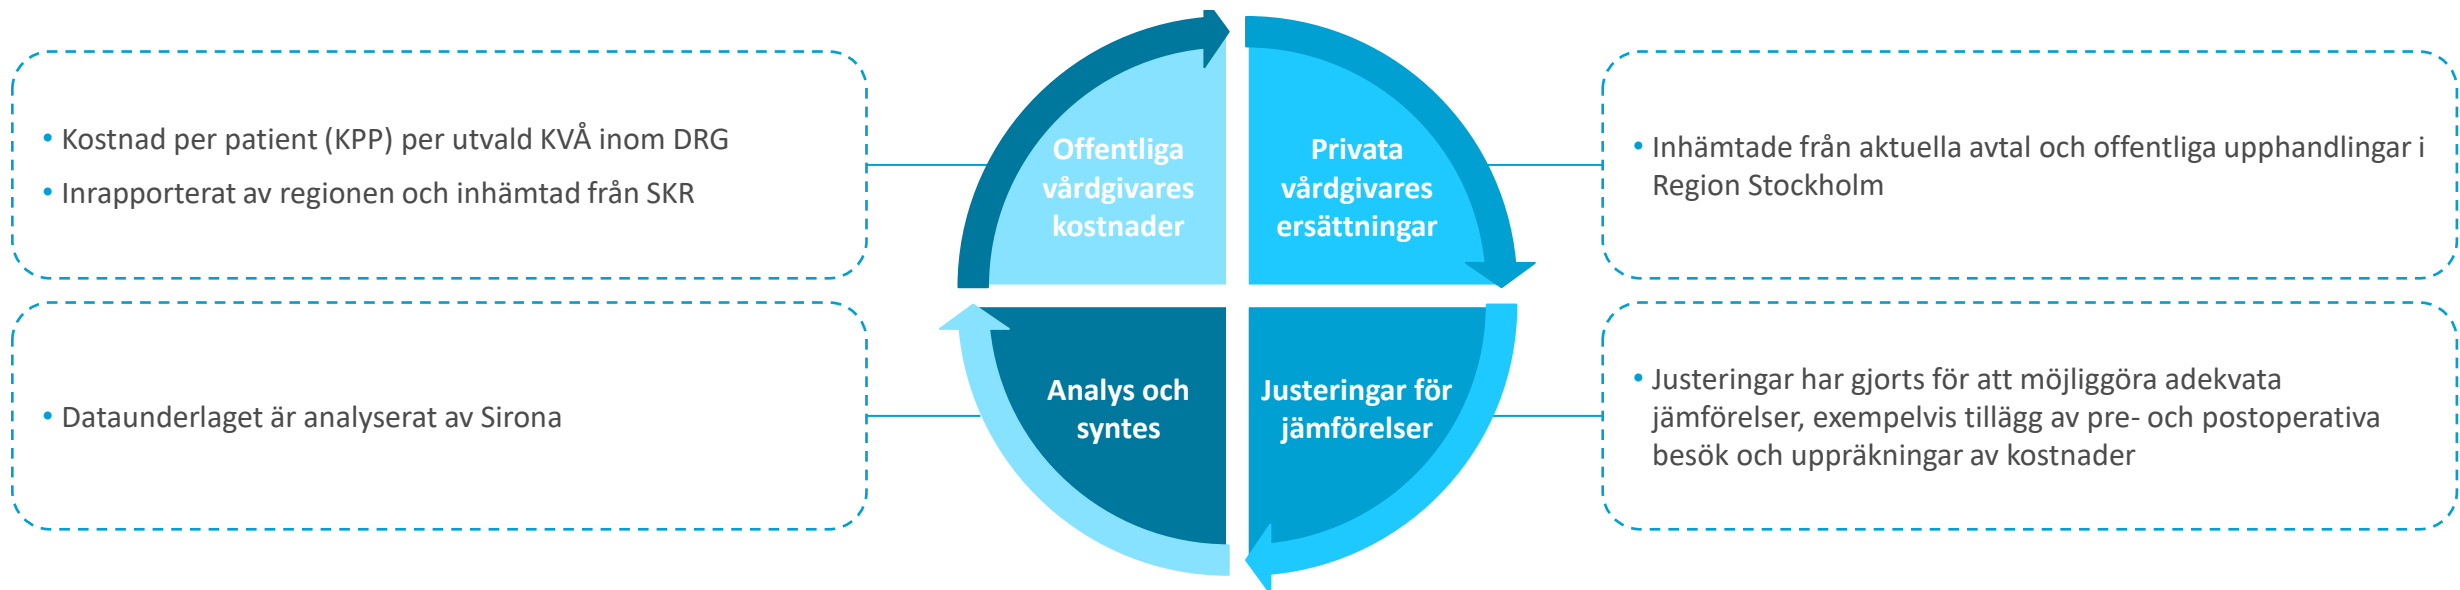 • Kostnad per patient (KPP) per utvald KVÅ inom DRG
• Inrapporterat av regionen och inhämtad från SKR
Offentliga
vårdgivares
kostnader
Privata
vårdgivares
ersättningar
• Inhämtade från aktuella avtal och offentliga upphandlingar i
Region Stockholm
• Dataunderlaget är analyserat av Sirona
Analys och
syntes
Justeringar för
jämförelser
• Justeringar har gjorts för att möjliggöra adekvata
jämförelser, exempelvis tillägg av pre- och postoperativa
besök och uppräkningar av kostnader